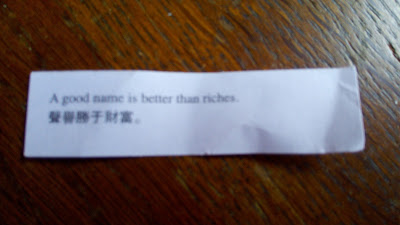 A good name is better than riches.
聲譽勝于財富。